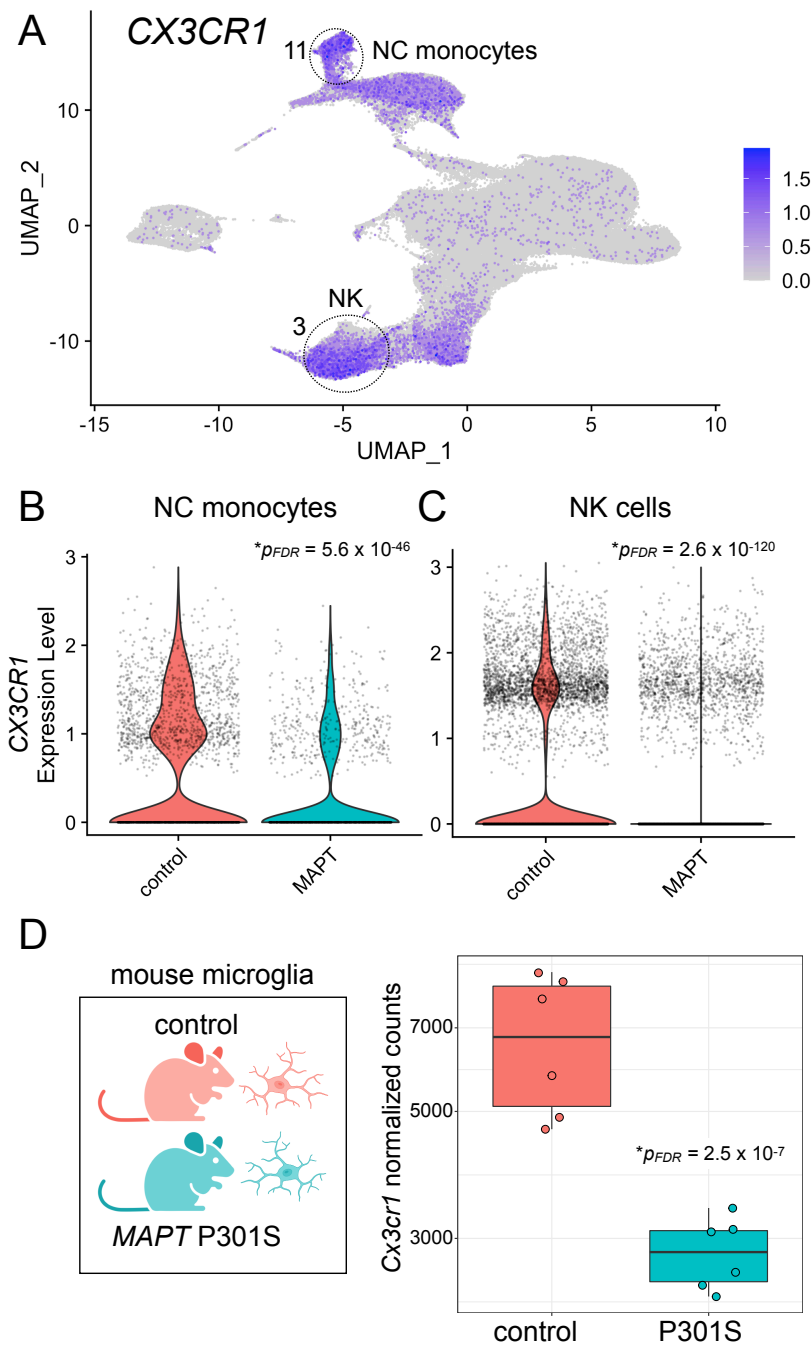 A
CX3CR1
11
NC monocytes
10
0
-10
UMAP_2
NK
3
1.5
1.0
0.5
0.0
-15
-10
-5
0
5
10
UMAP_1
B
NC monocytes
*pFDR = 5.6 x 10-46
3
2
1
0
CX3CR1
Expression Level
control
MAPT
C
NK cells
*pFDR = 2.6 x 10-120
3
2
1
0
control
MAPT
D
mouse microglia
control
MAPT P301S
Cx3cr1 normalized counts
7000
5000
3000
*pFDR = 2.5 x 10-7
control
P301S